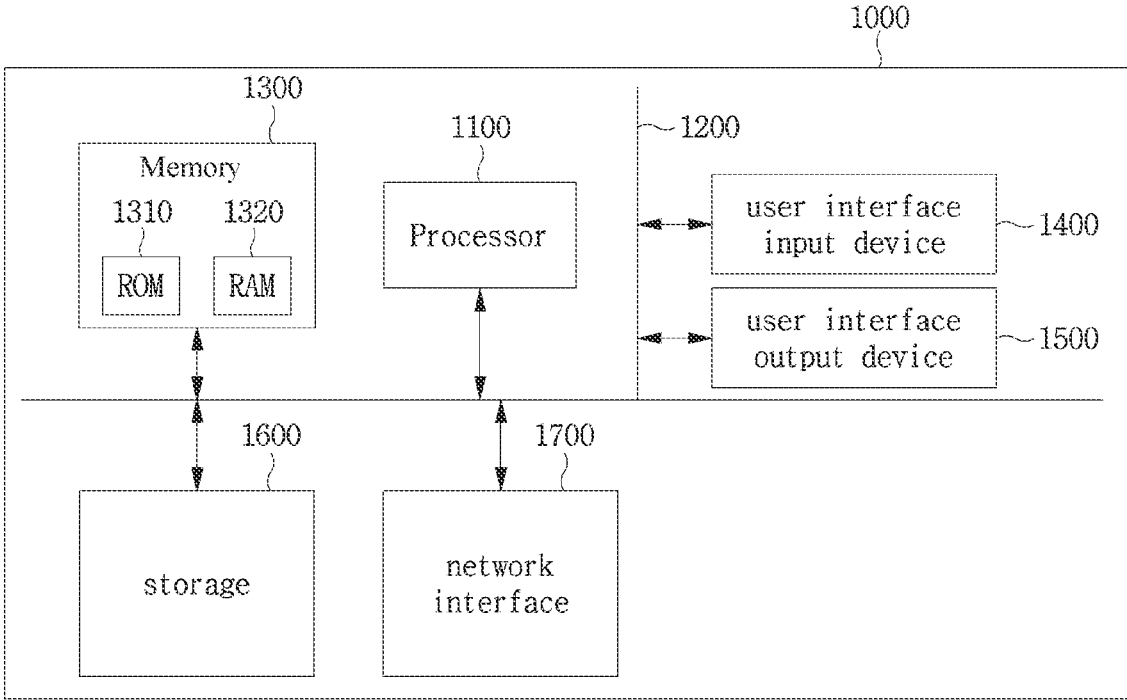 1000
1300
Memory
1310
1320
ROM
RAM
1100
Processor
1200
user interface
input device
1400
user interface
output device
1500
1600
storage
1700
network
interface